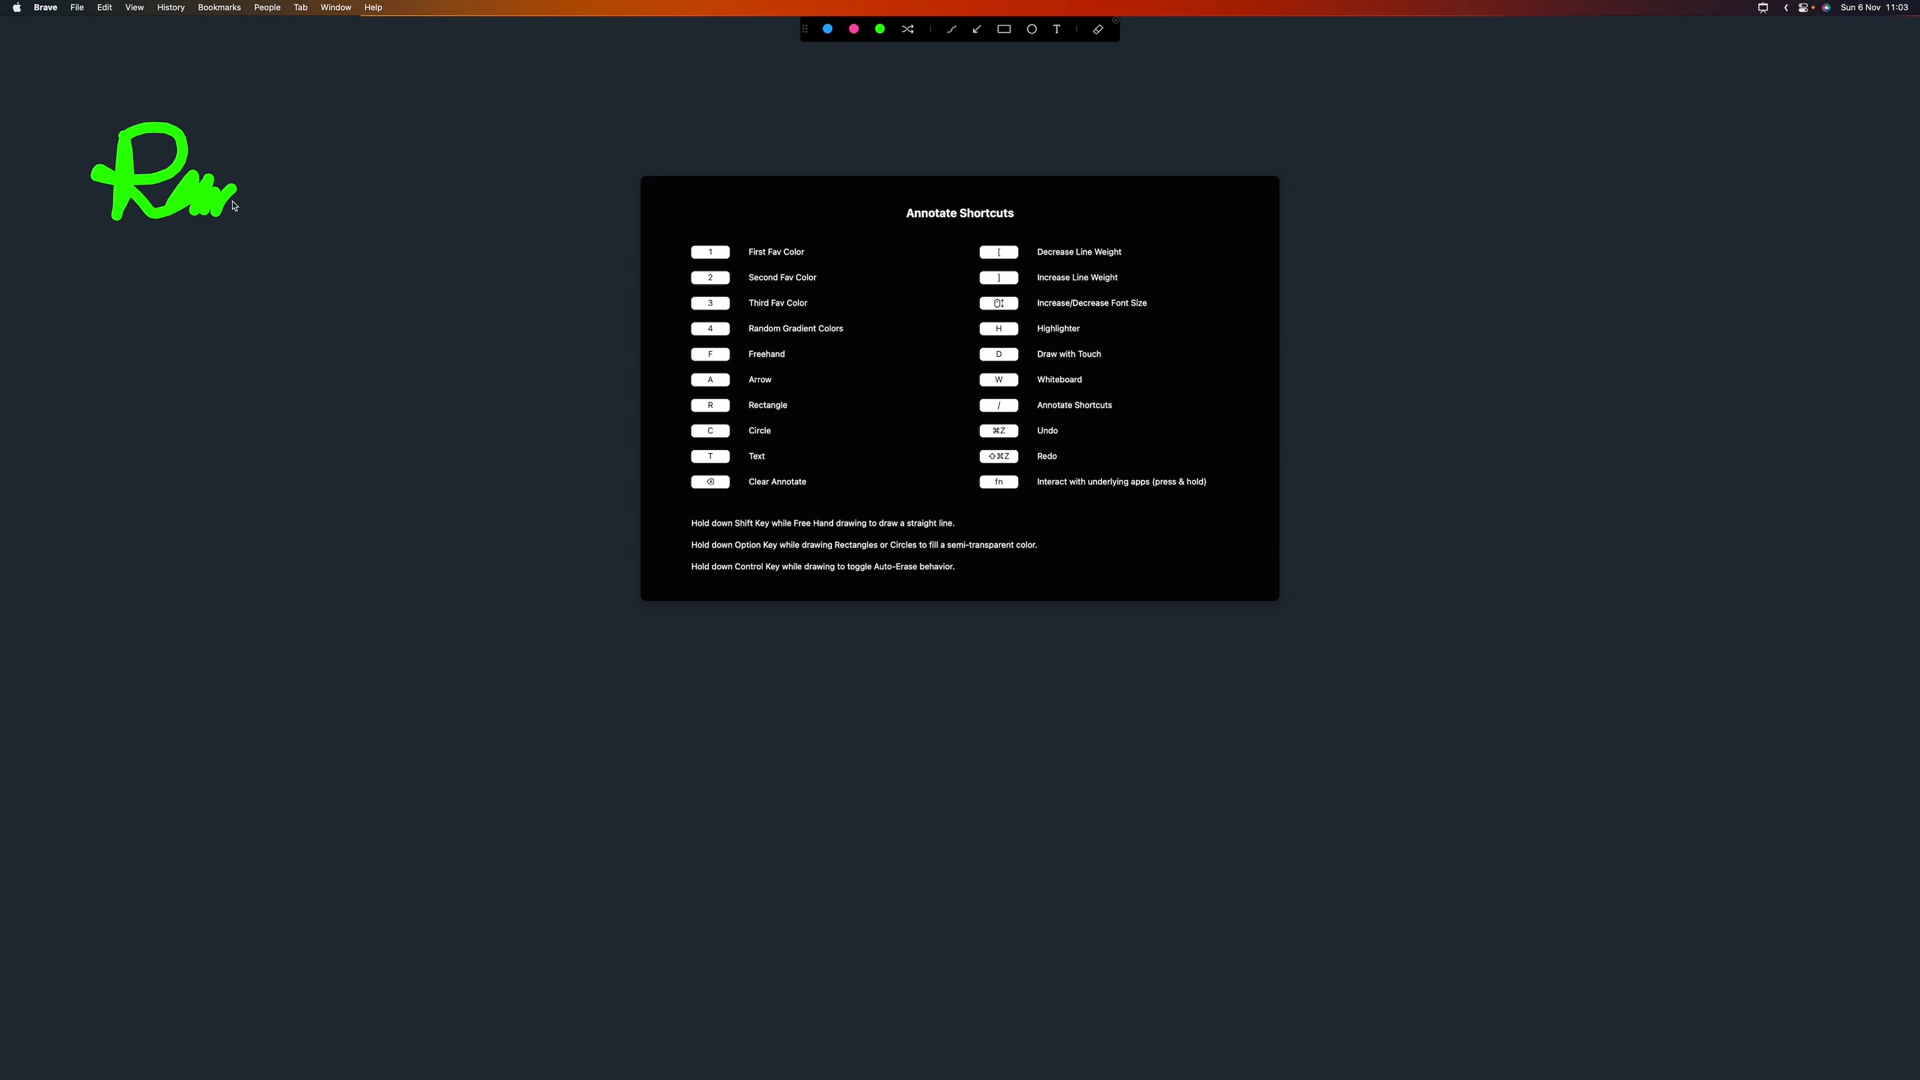 Brave File Edit View History Bookmarks People Tab Window Help Sun 6 Nov 11:03
T
Annotate Shortcuts
1 First Fav Color
2 Second Fav Color
3 Third Fav Color
4 Random Gradient Colors
F Freehand
A Arrow
R Rectangle
C Circle
T Text
⌫ Clear Annotate
[ Decrease Line Weight
] Increase Line Weight
Increase/Decrease Font Size
H Highlighter
D Draw with Touch
W Whiteboard
/ Annotate Shortcuts
⌘Z Undo
⇧⌘Z Redo
fn Interact with underlying apps (press & hold)
Hold down Shift Key while Free Hand drawing to draw a straight line.
Hold down Option Key while drawing Rectangles or Circles to fill a semi-transparent color.
Hold down Control Key while drawing to toggle Auto-Erase behavior.